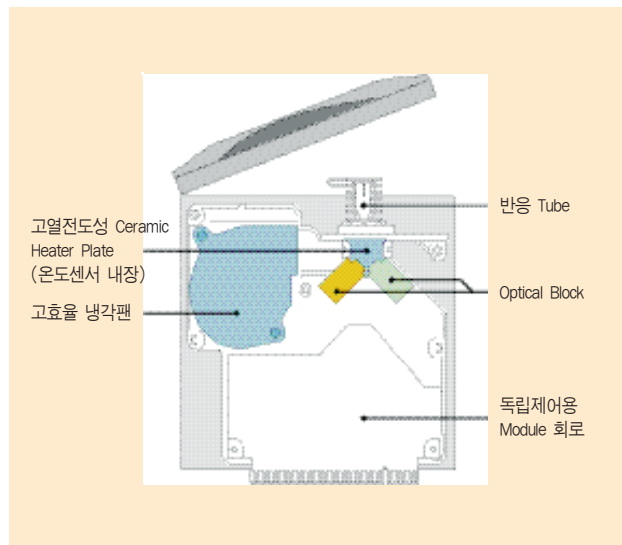 고열전도성 Ceramic
Heater Plate
(온도센서 내장)
고효율 냉각팬
반응 Tube
Optical Block
독립제어용
Module 회로